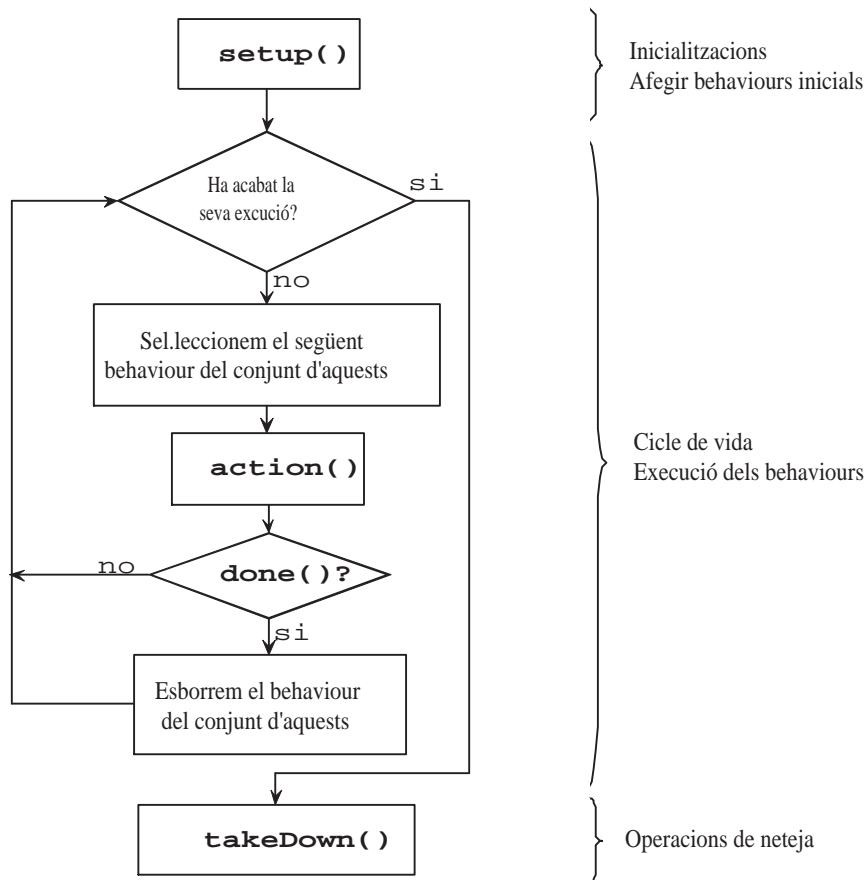 setup()
Inicialitzacions
Afegir behaviours inicials
Ha acabat la
seva excució?
si
no
Sel.leccionem el següent
behaviour del conjunt d'aquests
action()
Cicle de vida
Execució dels behaviours
no
done()?
si
Esborrem el behaviour
del conjunt d'aquests
takeDown()
Operacions de neteja